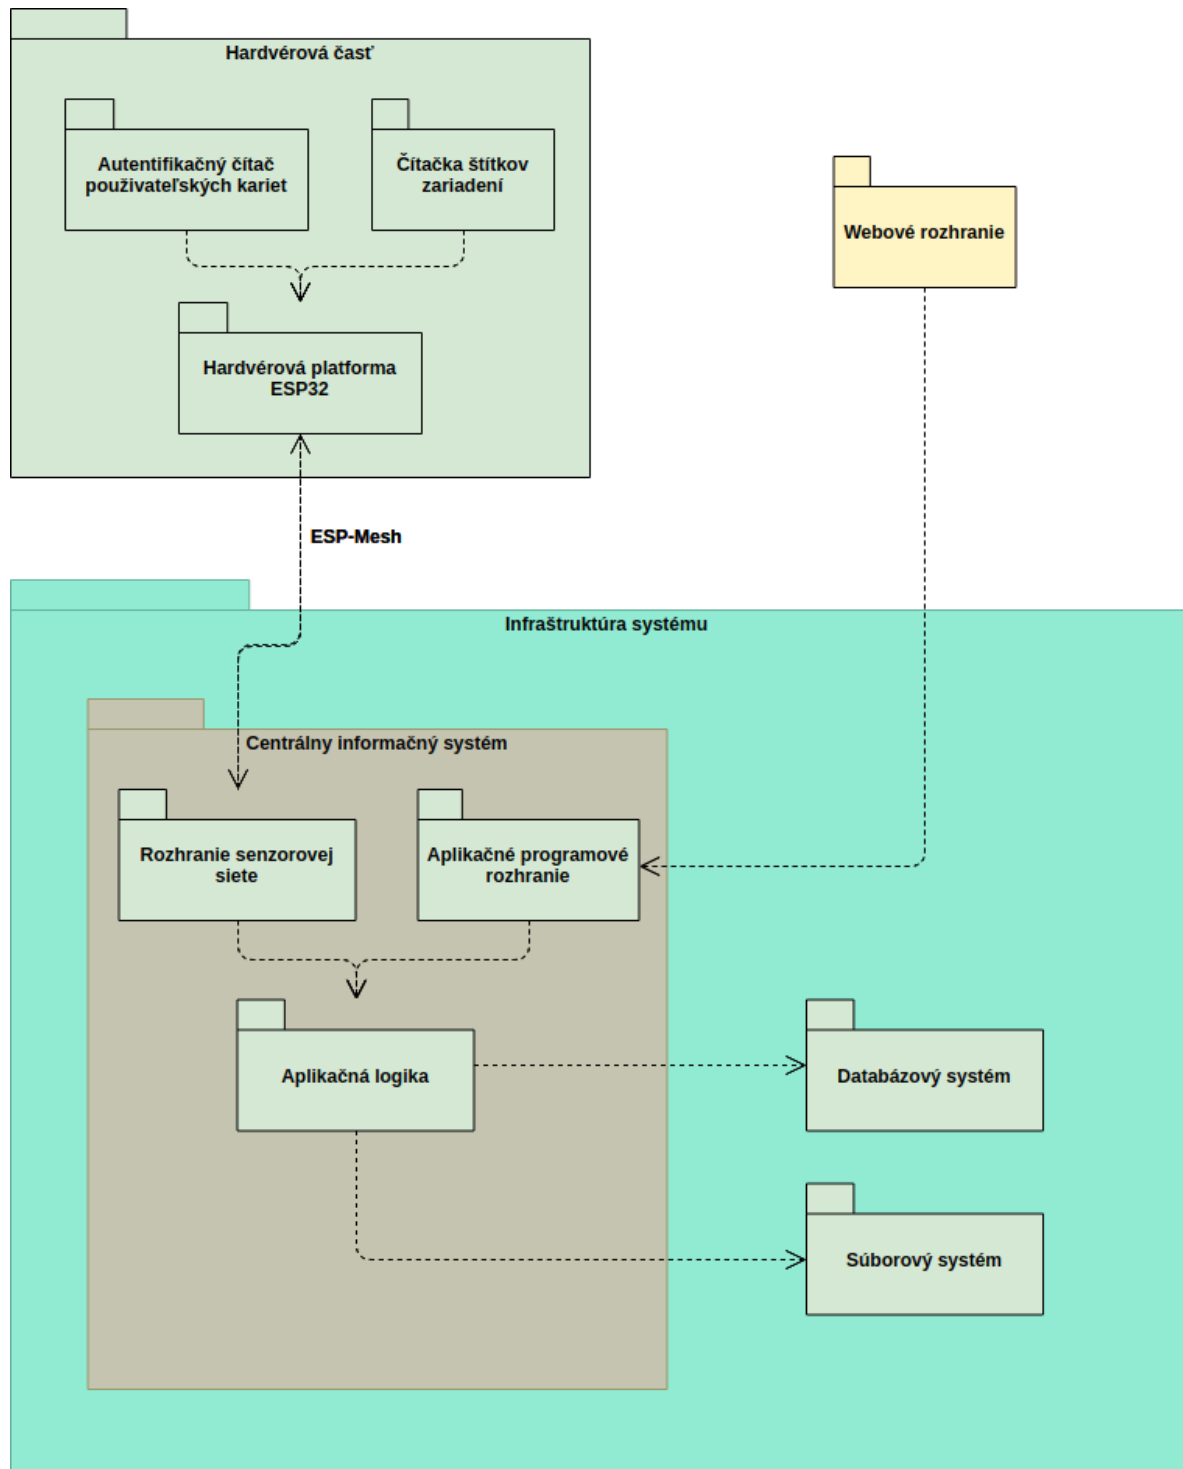 Hardvérová časť
Autentifikačný čítač
použivateľských kariet
Čítačka štítkov
zariadení
Webové rozhranie
Hardvérová platforma
ESP32
ESP-Mesh
Infraštruktúra systému
Centrálny informačný systém
Rozhranie senzorovej
siete
Aplikačné programové
rozhranie
Aplikačná logika
Databázový systém
Súborový systém